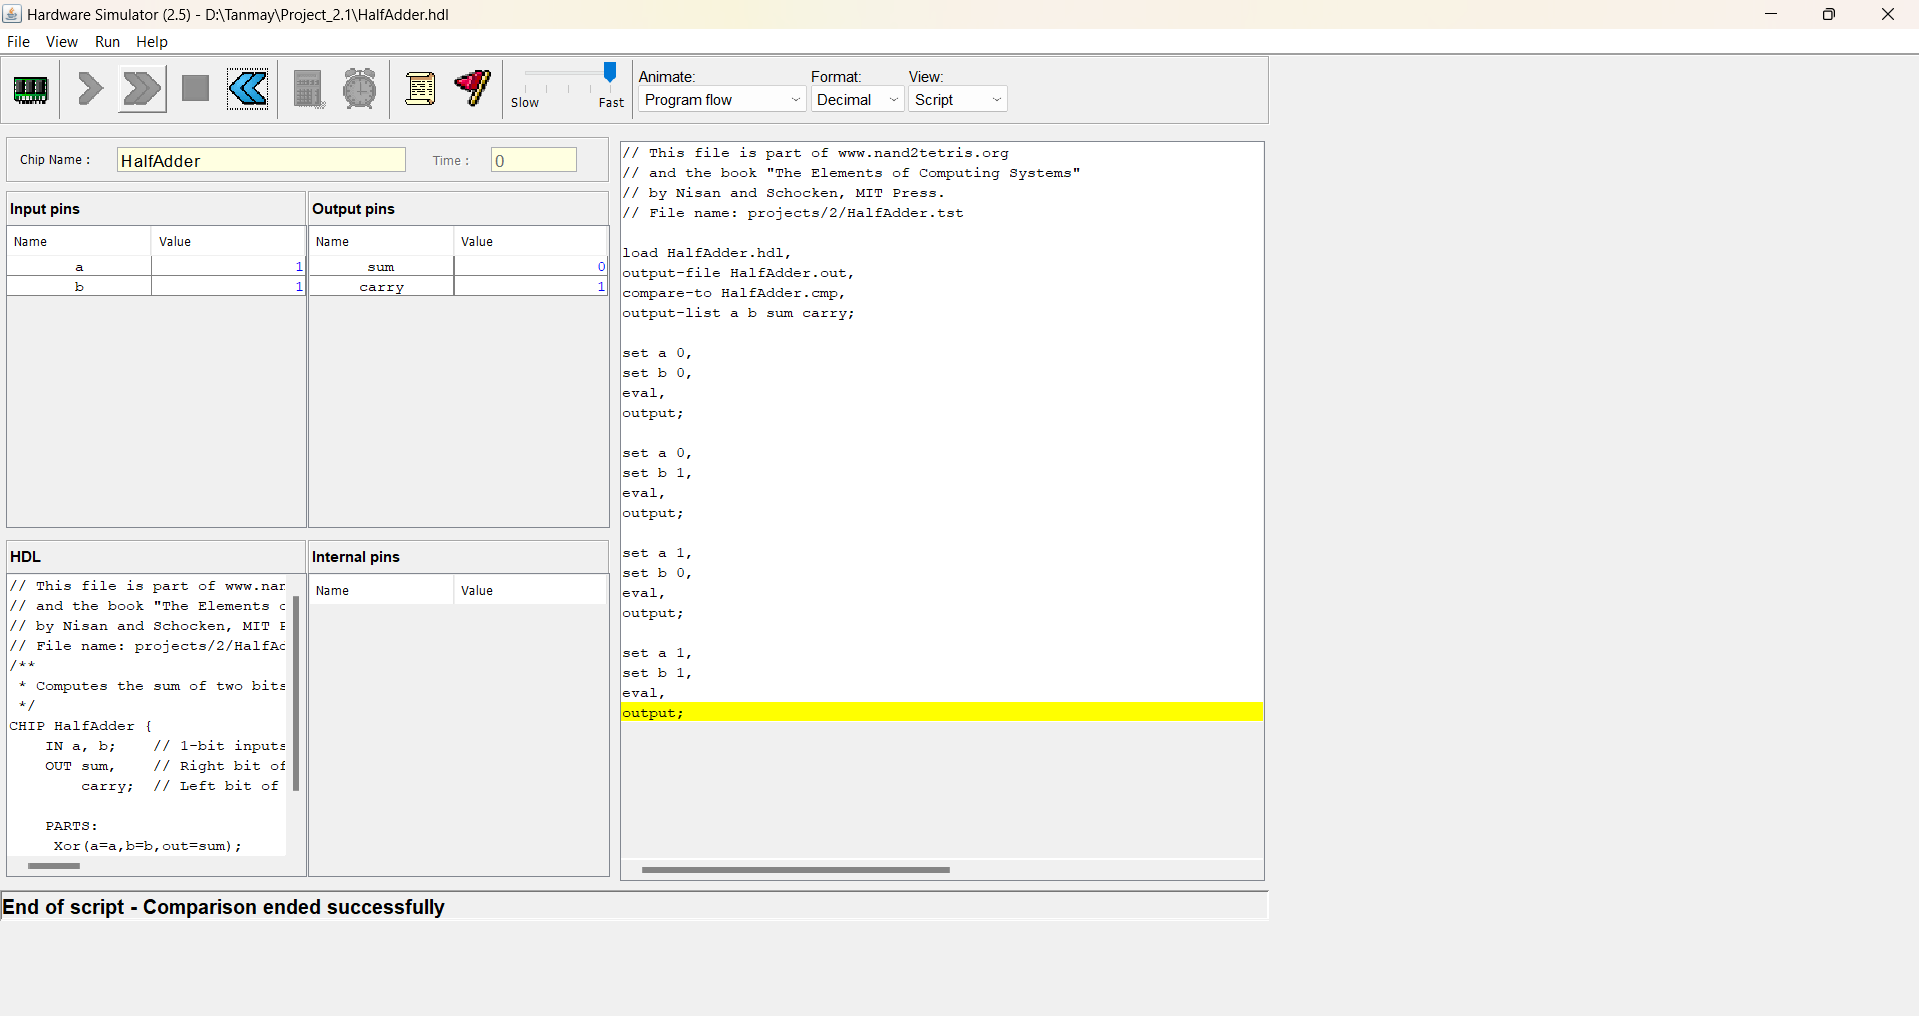 Hardware Simulator (2.5) - D:\Tanmay\Project_2.1\HalfAdder.hdl
File View Run Help
Slow Fast
Animate: Format: View:
Program flow Decimal Script
Chip Name : HalfAdder Time : 0
Input pins
Name Value
a 1
b 1
Output pins
Name Value
sum 0
carry 1
HDL
// This file is part of www.nan
// and the book "The Elements o
// by Nisan and Schocken, MIT P
// File name: projects/2/HalfAd
/**
* Computes the sum of two bits
*/
CHIP HalfAdder {
IN a, b; // 1-bit inputs
OUT sum, // Right bit of
carry; // Left bit of
PARTS:
Xor(a=a,b=b,out=sum);
Internal pins
Name Value
// This file is part of www.nand2tetris.org
// and the book "The Elements of Computing Systems"
// by Nisan and Schocken, MIT Press.
// File name: projects/2/HalfAdder.tst
load HalfAdder.hdl,
output-file HalfAdder.out,
compare-to HalfAdder.cmp,
output-list a b sum carry;
set a 0,
set b 0,
eval,
output;
set a 0,
set b 1,
eval,
output;
set a 1,
set b 0,
eval,
output;
set a 1,
set b 1,
eval,
output;
End of script - Comparison ended successfully